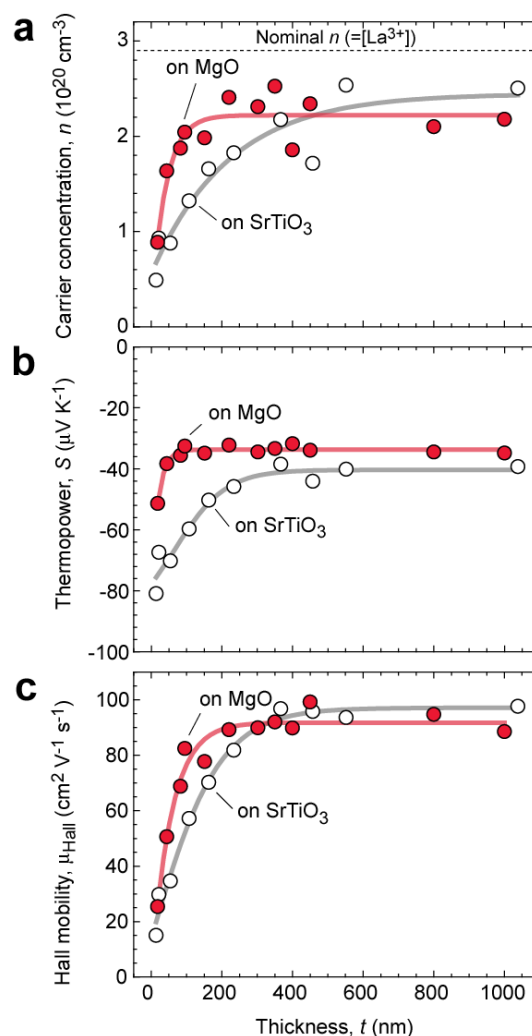 a
Nominal n (=[La3+])
on MgO
on SrTiO3
Carrier concentration, n (10^20 cm-3)
3
2
1
0
b
on MgO
on SrTiO3
Thermopower, S (μV K-1)
0
-20
-40
-60
-80
-100
c
on MgO
on SrTiO3
Hall mobility, μHall (cm2 V-1 s-1)
100
80
60
40
20
0
0 200 400 600 800 1000
Thickness, t (nm)